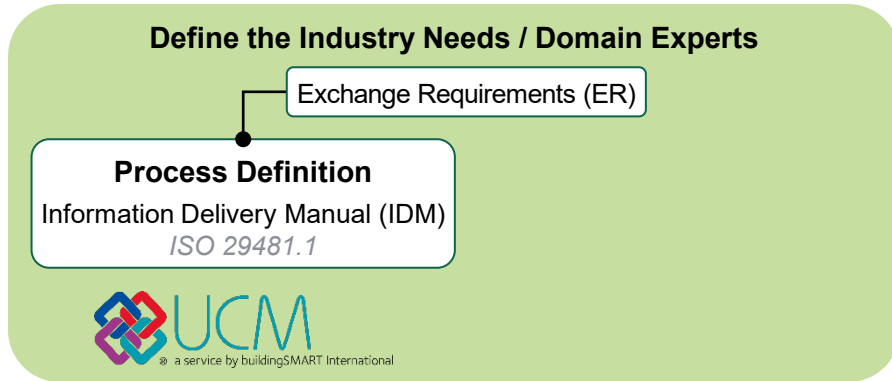 Define the Industry Needs / Domain Experts
Exchange Requirements (ER)
Process Definition
Information Delivery Manual (IDM)
ISO 29481.1
UCM
® a service by buildingSMART International